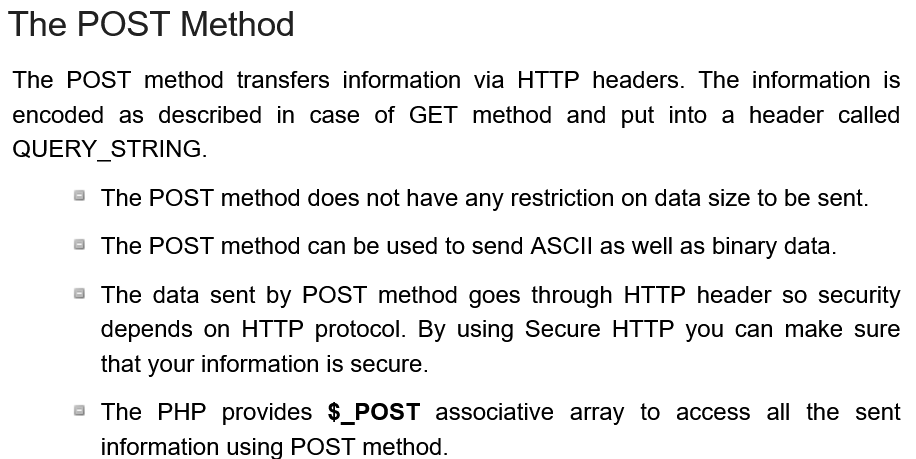 The POST Method
The POST method transfers information via HTTP headers. The information is
encoded as described in case of GET method and put into a header called
QUERY_STRING.
The POST method does not have any restriction on data size to be sent.
The POST method can be used to send ASCII as well as binary data.
The data sent by POST method goes through HTTP header so security
depends on HTTP protocol. By using Secure HTTP you can make sure
that your information is secure.
The PHP provides $_POST associative array to access all the sent
information using POST method.